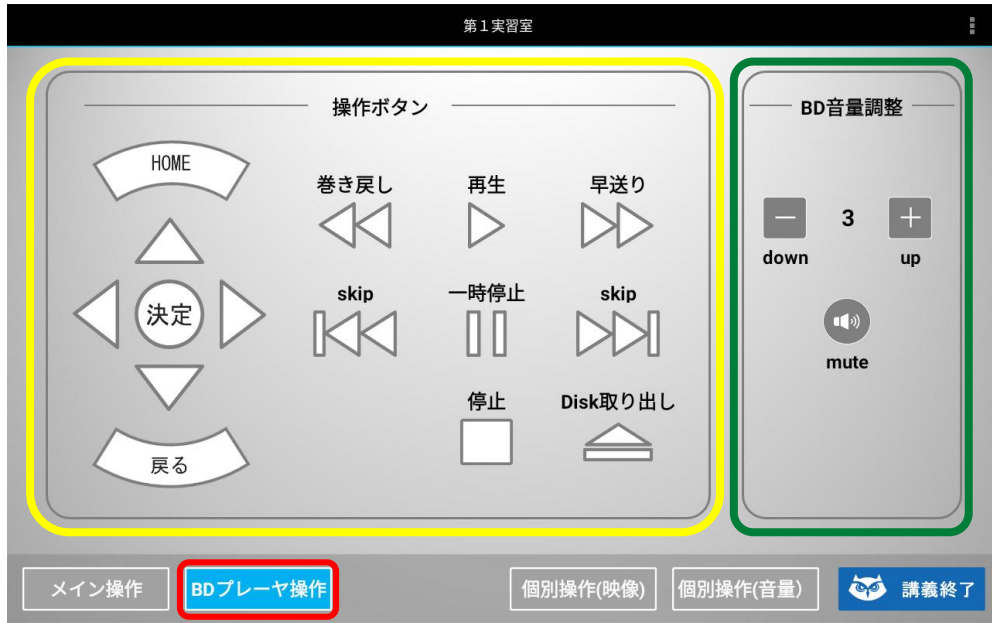 第１実習室
操作ボタン
HOME
決定
戻る
巻き戻し
再生
早送り
skip
一時停止
skip
停止
Disk取り出し
BD音量調整
3
down
up
mute
メイン操作
BDプレーヤ操作
個別操作(映像)
個別操作(音量）
講義終了